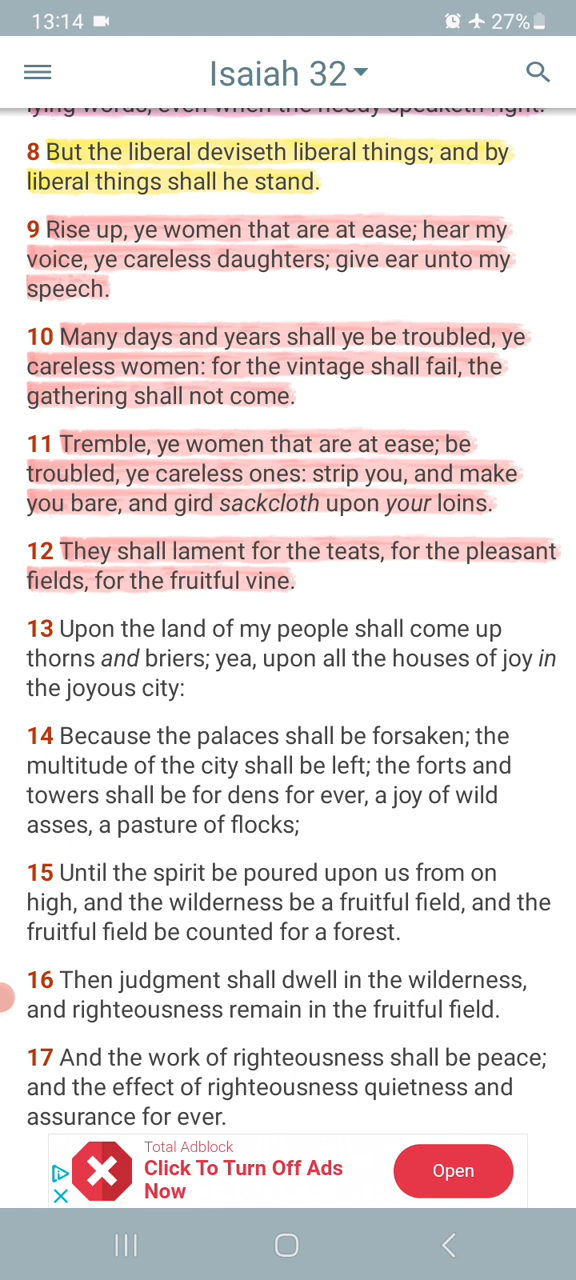 13:14
27%
Isaiah 32
lying words, even when the needy speaketh right.
8 But the liberal deviseth liberal things; and by
liberal things shall he stand.
9 Rise up, ye women that are at ease; hear my
voice, ye careless daughters; give ear unto my
speech.
10 Many days and years shall ye be troubled, ye
careless women: for the vintage shall fail, the
gathering shall not come.
11 Tremble, ye women that are at ease; be
troubled, ye careless ones: strip you, and make
you bare, and gird sackcloth upon your loins.
12 They shall lament for the teats, for the pleasant
fields, for the fruitful vine.
13 Upon the land of my people shall come up
thorns and briers; yea, upon all the houses of joy in
the joyous city:
14 Because the palaces shall be forsaken; the
multitude of the city shall be left; the forts and
towers shall be for dens for ever, a joy of wild
asses, a pasture of flocks;
15 Until the spirit be poured upon us from on
high, and the wilderness be a fruitful field, and the
fruitful field be counted for a forest.
16 Then judgment shall dwell in the wilderness,
and righteousness remain in the fruitful field.
17 And the work of righteousness shall be peace;
and the effect of righteousness quietness and
assurance for ever.
Total Adblock
Click To Turn Off Ads
Now
Open